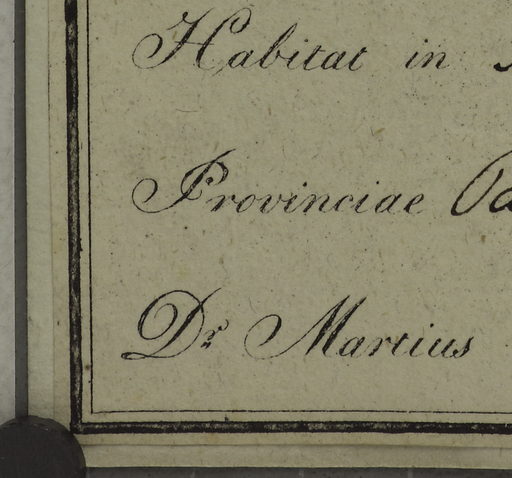 Habitat in
Provinciae
Dr Martius